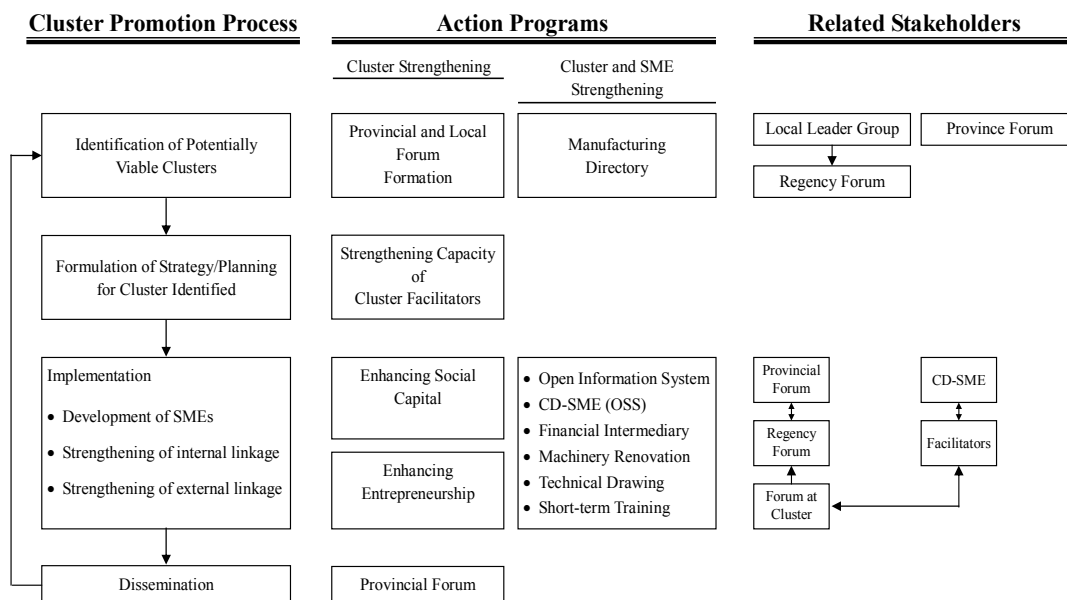 Cluster Promotion Process
Action Programs
Related Stakeholders
Cluster Strengthening
Cluster and SME
Strengthening
Identification of Potentially
Viable Clusters
Provincial and Local
Forum
Formation
Manufacturing
Directory
Local Leader Group
Province Forum
Regency Forum
Formulation of Strategy/Planning
for Cluster Identified
Strengthening Capacity
of
Cluster Facilitators
Implementation
• Development of SMEs
• Strengthening of internal linkage
• Strengthening of external linkage
Enhancing Social
Capital
Enhancing
Entrepreneurship
• Open Information System
• CD-SME (OSS)
• Financial Intermediary
• Machinery Renovation
• Technical Drawing
• Short-term Training
Provincial
Forum
CD-SME
Regency
Forum
Facilitators
Forum at
Cluster
Dissemination
Provincial Forum